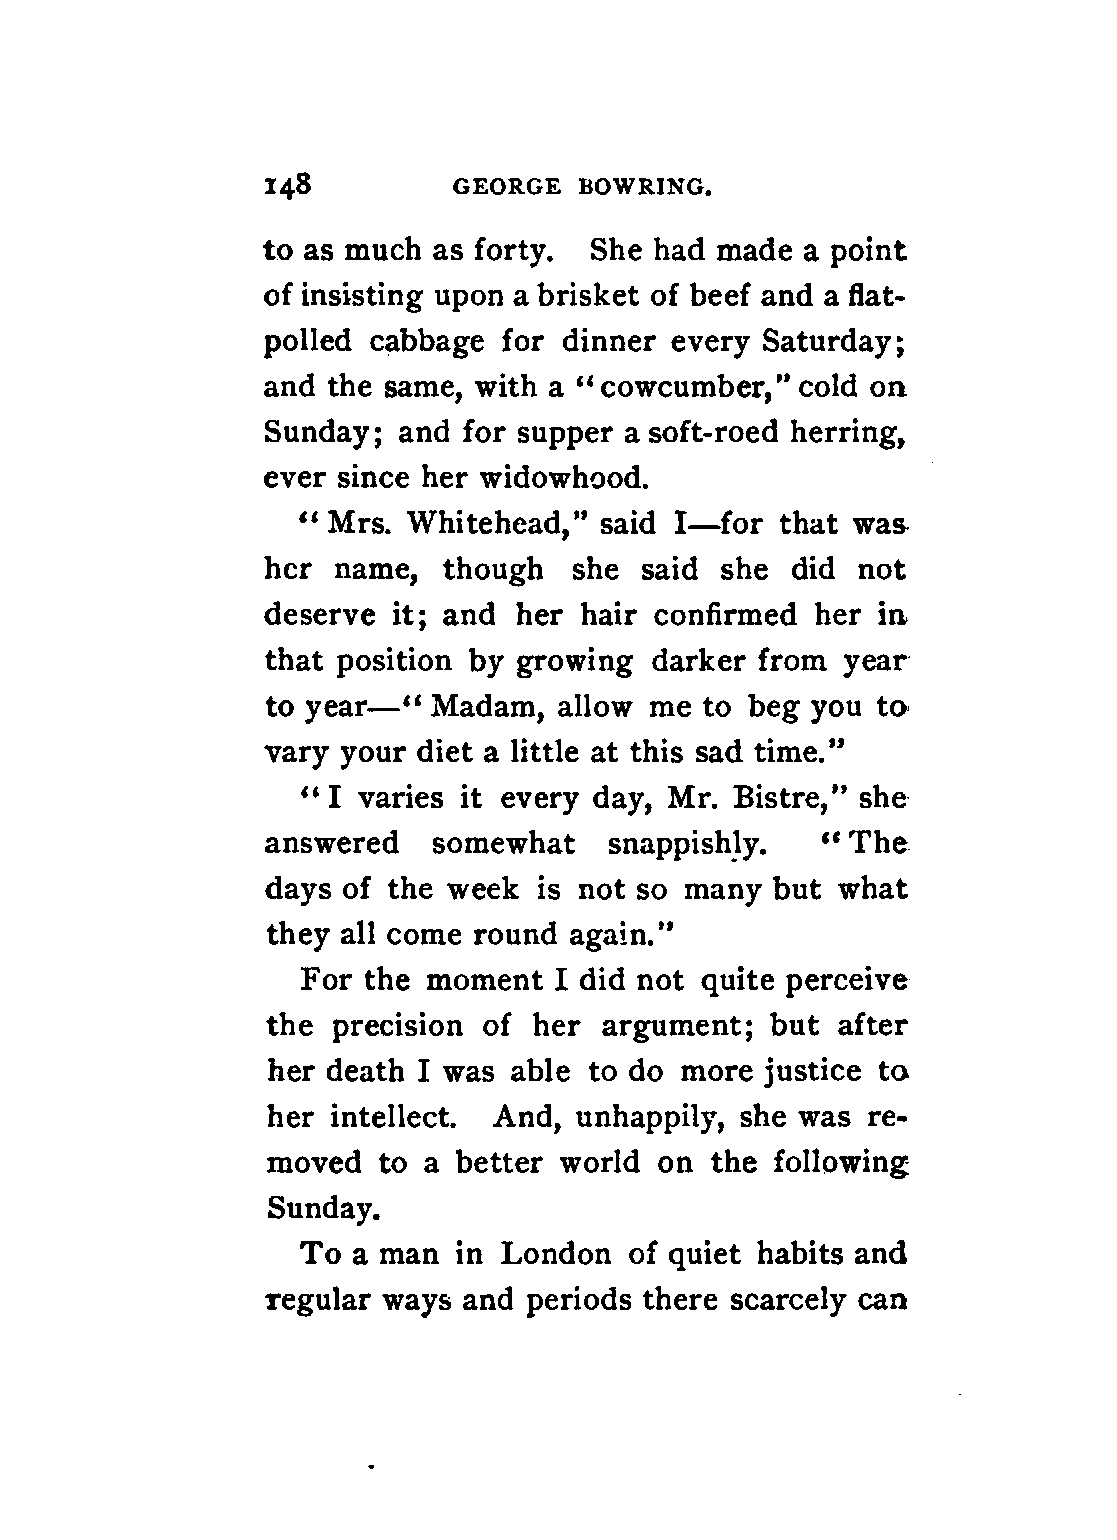 148 GEORGE BOWRING.
to as much as forty. She had made a point
of insisting upon a brisket of beef and a flat-
polled cabbage for dinner every Saturday;
and the same, with a "cowcumber," cold on
Sunday; and for supper a soft-roed herring,
ever since her widowhood.
"Mrs. Whitehead," said I—for that was
her name, though she said she did not
deserve it; and her hair confirmed her in
that position by growing darker from year
to year—"Madam, allow me to beg you to
vary your diet a little at this sad time."
"I varies it every day, Mr. Bistre," she
answered somewhat snappishly. "The
days of the week is not so many but what
they all come round again."
For the moment I did not quite perceive
the precision of her argument; but after
her death I was able to do more justice to
her intellect. And, unhappily, she was re-
moved to a better world on the following
Sunday.
To a man in London of quiet habits and
regular ways and periods there scarcely can